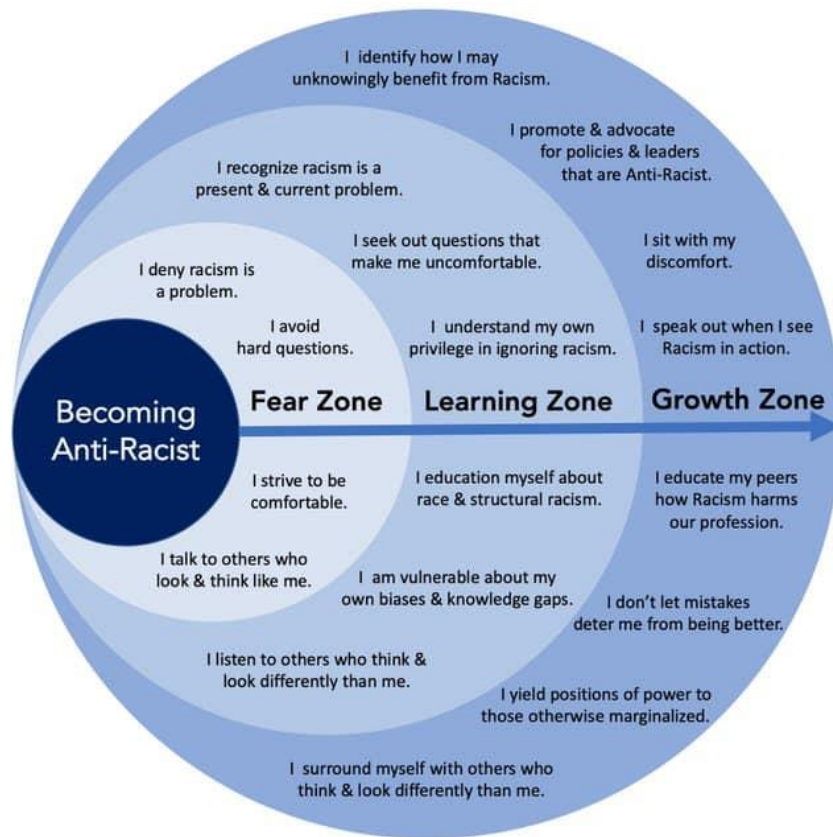 I identify how I may
unknowingly benefit from Racism.
I promote & advocate
for policies & leaders
that are Anti-Racist.
I recognize racism is a
present & current problem.
I seek out questions that
make me uncomfortable.
I sit with my
discomfort.
I deny racism is
a problem.
I avoid
hard questions.
I understand my own
privilege in ignoring racism.
I speak out when I see
Racism in action.
Becoming
Anti-Racist
Fear Zone
Learning Zone
Growth Zone
I strive to be
comfortable.
I education myself about
race & structural racism.
I educate my peers
how Racism harms
our profession.
I talk to others who
look & think like me.
I am vulnerable about my
own biases & knowledge gaps.
I don't let mistakes
deter me from being better.
I listen to others who think &
look differently than me.
I yield positions of power to
those otherwise marginalized.
I surround myself with others who
think & look differently than me.